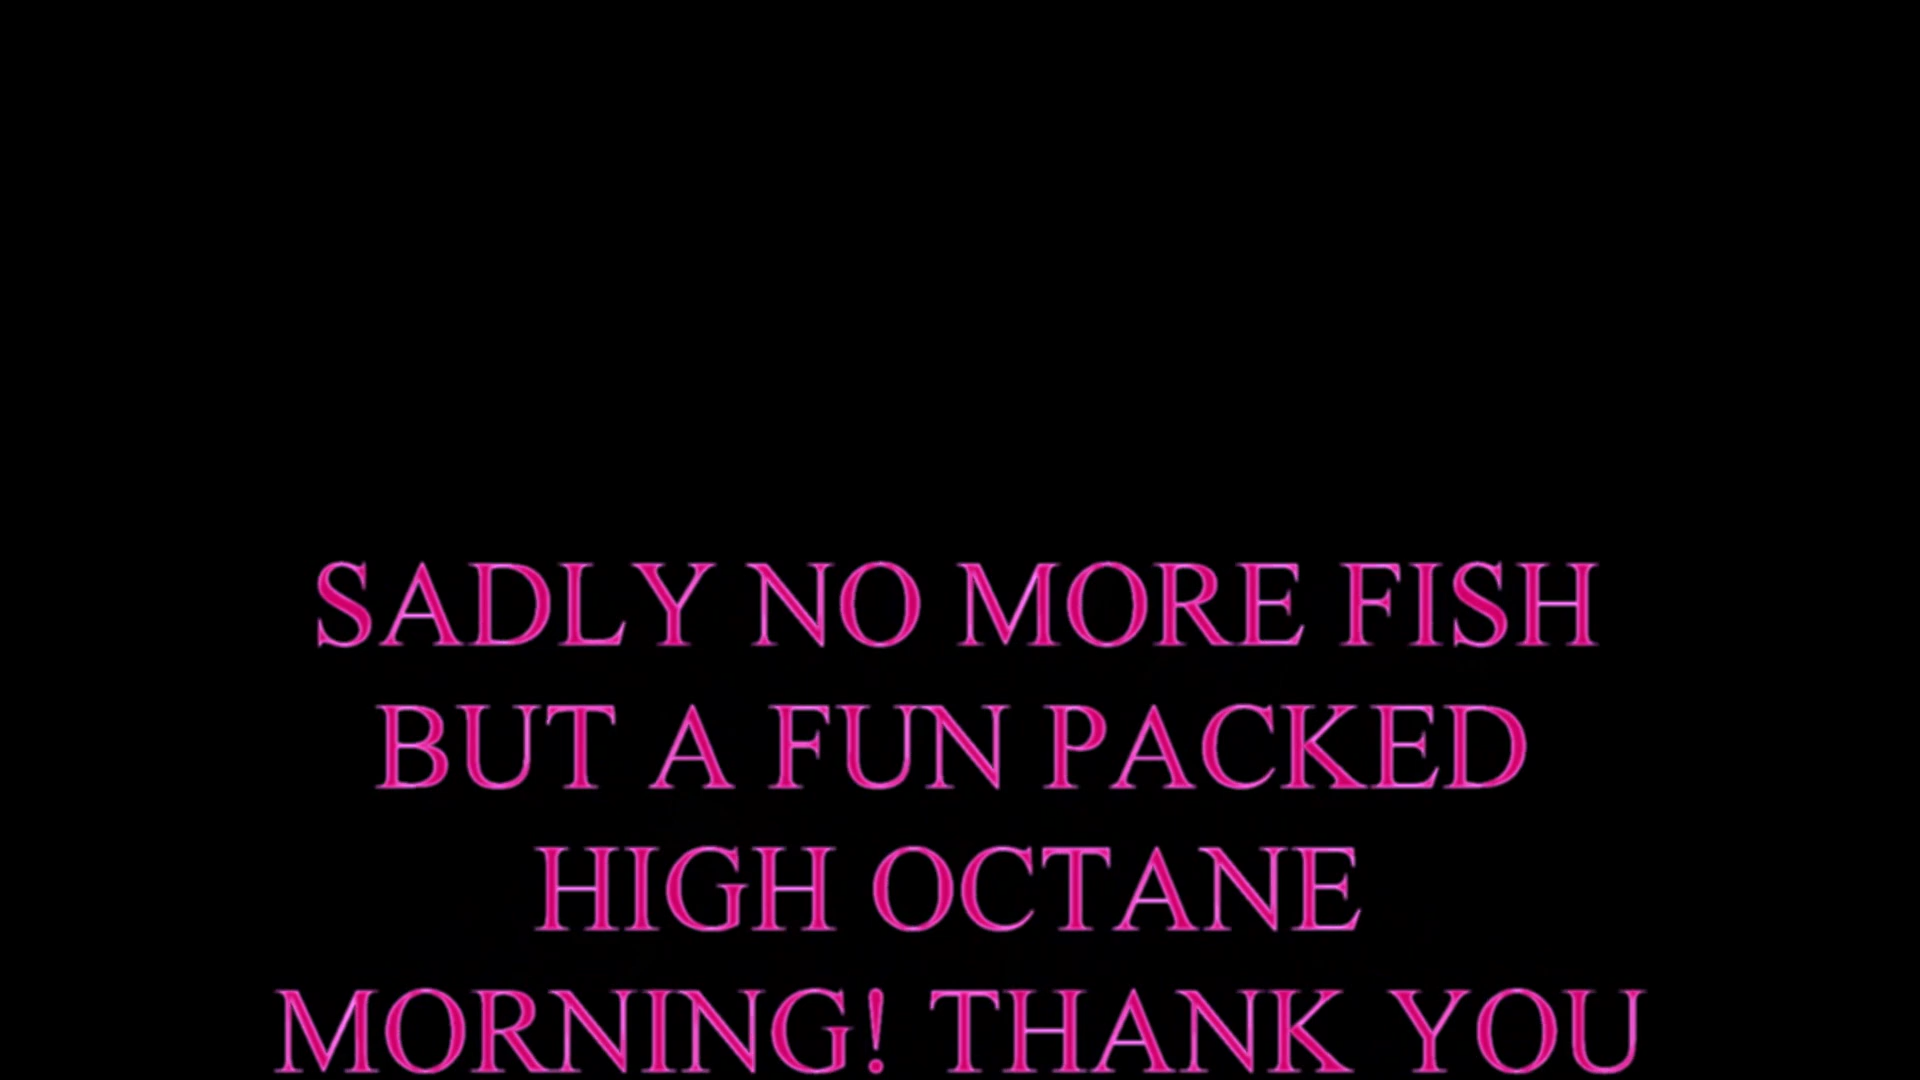 SADLY NO MORE FISH
BUT A FUN PACKED
HIGH OCTANE
MORNING! THANK YOU